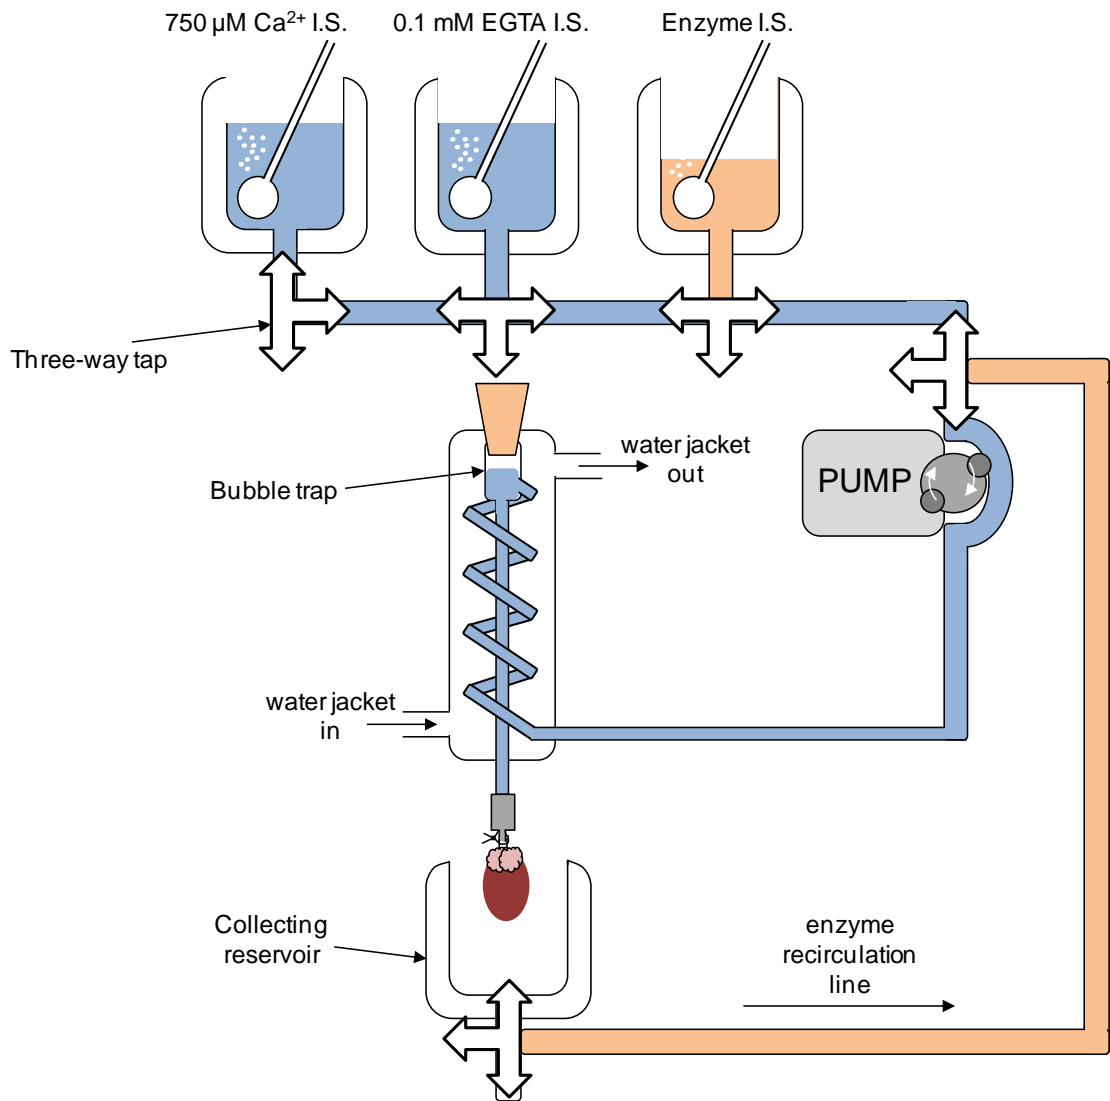 750 µM Ca²⁺ I.S.
0.1 mM EGTA I.S.
Enzyme I.S.
Three-way tap
water jacket
out
Bubble trap
PUMP
water jacket
in
Collecting
reservoir
enzyme
recirculation
line